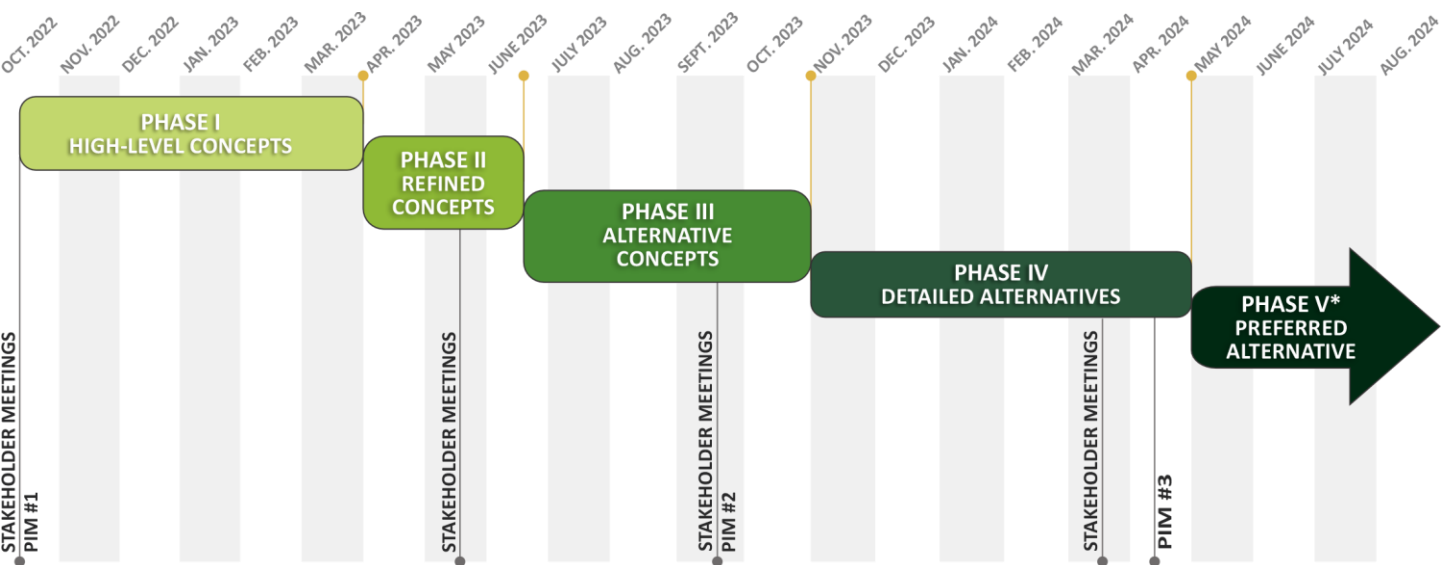 OCT. 2022
NOV. 2022
DEC. 2022
JAN. 2023
FEB. 2023
MAR. 2023
APR. 2023
MAY 2023
JUNE 2023
JULY 2023
AUG. 2023
SEPT. 2023
OCT. 2023
NOV. 2023
DEC. 2023
JAN. 2024
FEB. 2024
MAR. 2024
APR. 2024
MAY 2024
JUNE 2024
JULY 2024
AUG. 2024
PHASE I
HIGH-LEVEL CONCEPTS
PHASE II
REFINED
CONCEPTS
PHASE III
ALTERNATIVE
CONCEPTS
PHASE IV
DETAILED ALTERNATIVES
PHASE V*
PREFERRED
ALTERNATIVE
STAKEHOLDER MEETINGS
PIM #1
STAKEHOLDER MEETINGS
STAKEHOLDER MEETINGS
PIM #2
STAKEHOLDER MEETINGS
PIM #3